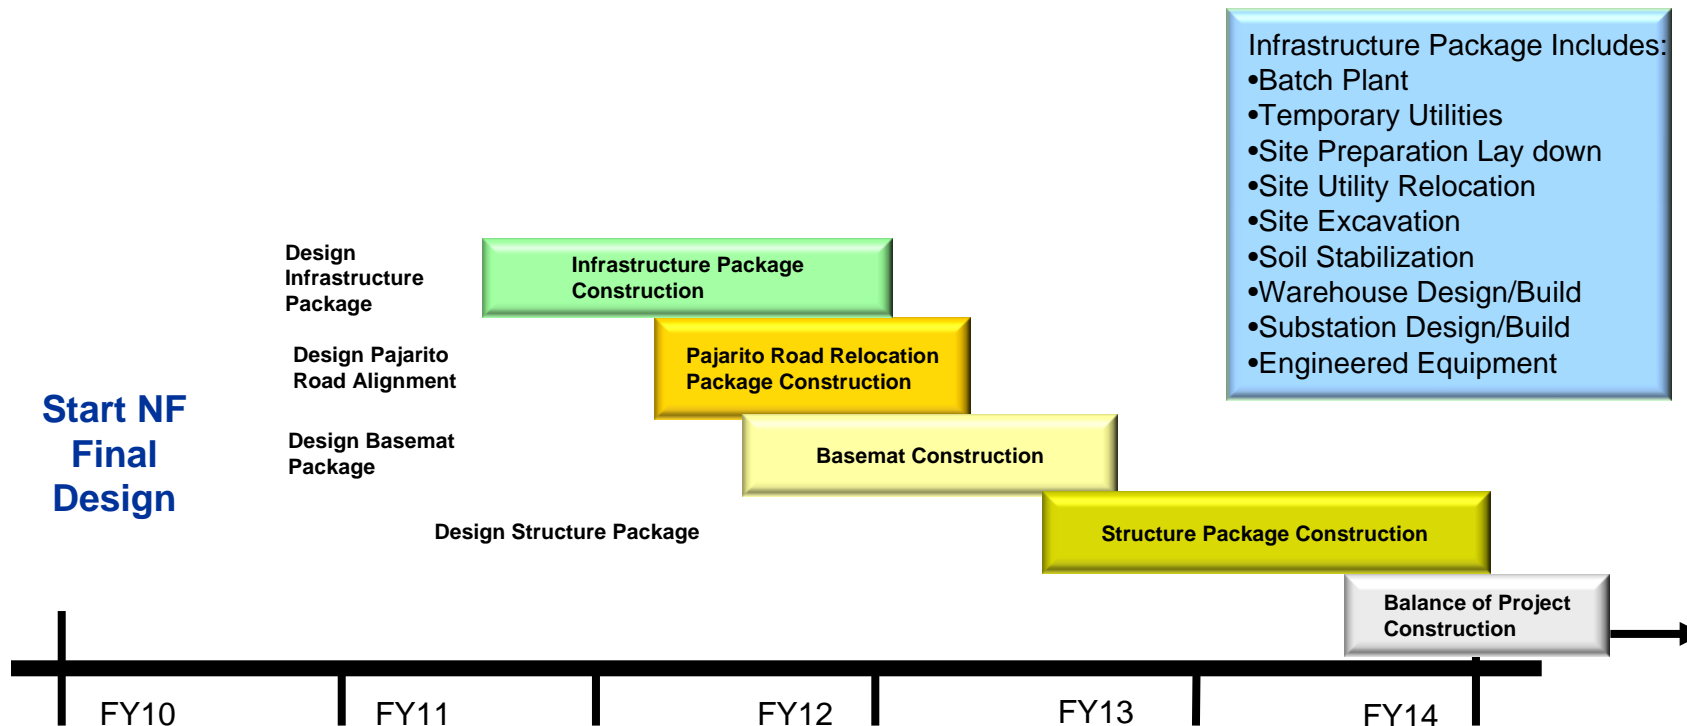 Infrastructure Package Includes:
•Batch Plant
•Temporary Utilities
•Site Preparation Lay down
•Site Utility Relocation
•Site Excavation
•Soil Stabilization
•Warehouse Design/Build
•Substation Design/Build
•Engineered Equipment
Design
Infrastructure
Package
Infrastructure Package
Construction
Design Pajarito
Road Alignment
Pajarito Road Relocation
Package Construction
Start NF
Final
Design
Design Basemat
Package
Basemat Construction
Design Structure Package
Structure Package Construction
Balance of Project
Construction
FY10
FY11
FY12
FY13
FY14